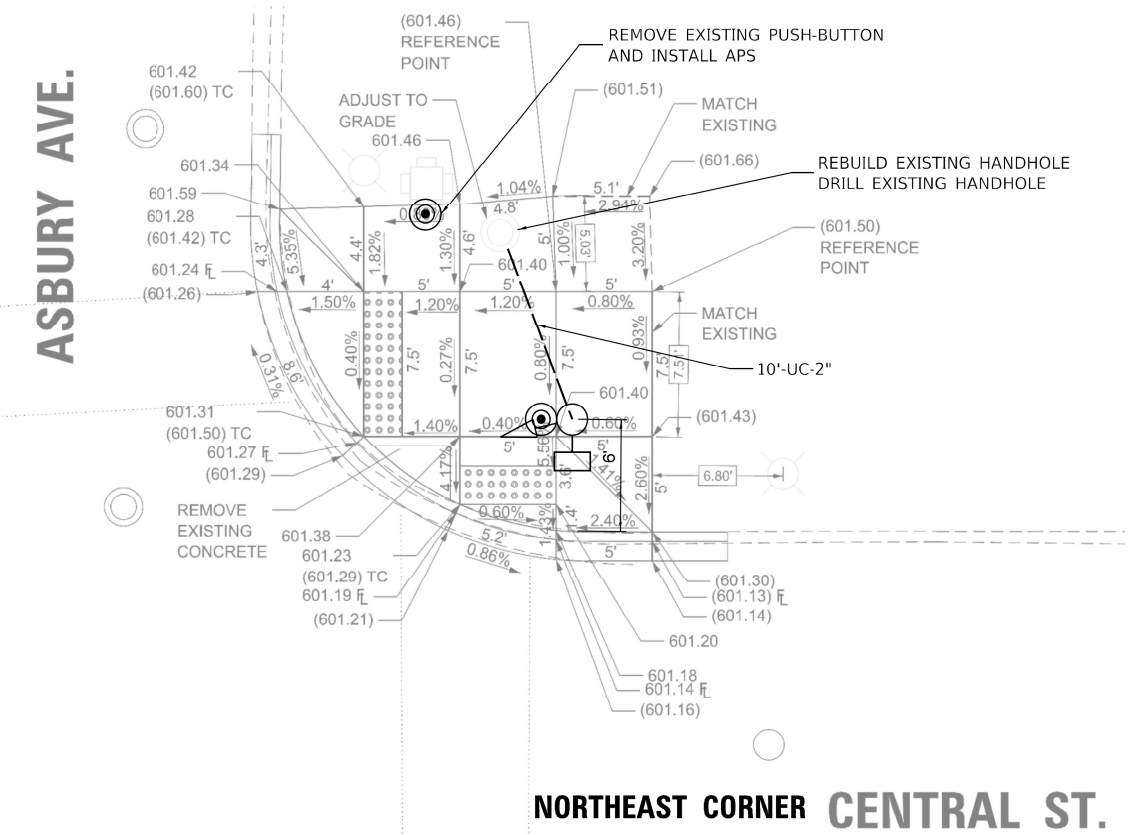 ASBURY AVE.
(601.46)
REFERENCE
POINT
REMOVE EXISTING PUSH-BUTTON
AND INSTALL APS
601.42
(601.60) TC
ADJUST TO
GRADE
601.46
(601.51)
MATCH
EXISTING
(601.66)
601.34
601.59
601.28
(601.42) TC
601.24 FL
(601.26)
REBUILD EXISTING HANDHOLE
DRILL EXISTING HANDHOLE
(601.50)
REFERENCE
POINT
1.04%
5.1'
4.8'
2.94%
4.3'
5.35%
4.4'
1.82%
1.30%
4.6'
5'
1.00%
5.03'
3.20%
601.40
4'
5'
5'
5'
1.50%
1.20%
1.20%
0.80%
MATCH
EXISTING
0.40%
7.5'
0.27%
7.5'
0.80%
7.5'
0.93%
7.5'
7.51'
10'-UC-2"
0.31%
8.6'
601.40
601.31
(601.50) TC
601.27 FL
(601.29)
1.40%
0.40%
0.60%
(601.43)
5'
5'
6'
4.17%
5.56%
3.6'
1.41%
2.60%
5'
6.80'
REMOVE
EXISTING
CONCRETE
601.38
601.23
(601.29) TC
601.19 FL
(601.21)
0.60%
1.43%
2.40%
5.2'
0.86%
5'
(601.30)
(601.13) FL
(601.14)
601.20
601.18
601.14 FL
(601.16)
NORTHEAST CORNER
CENTRAL ST.